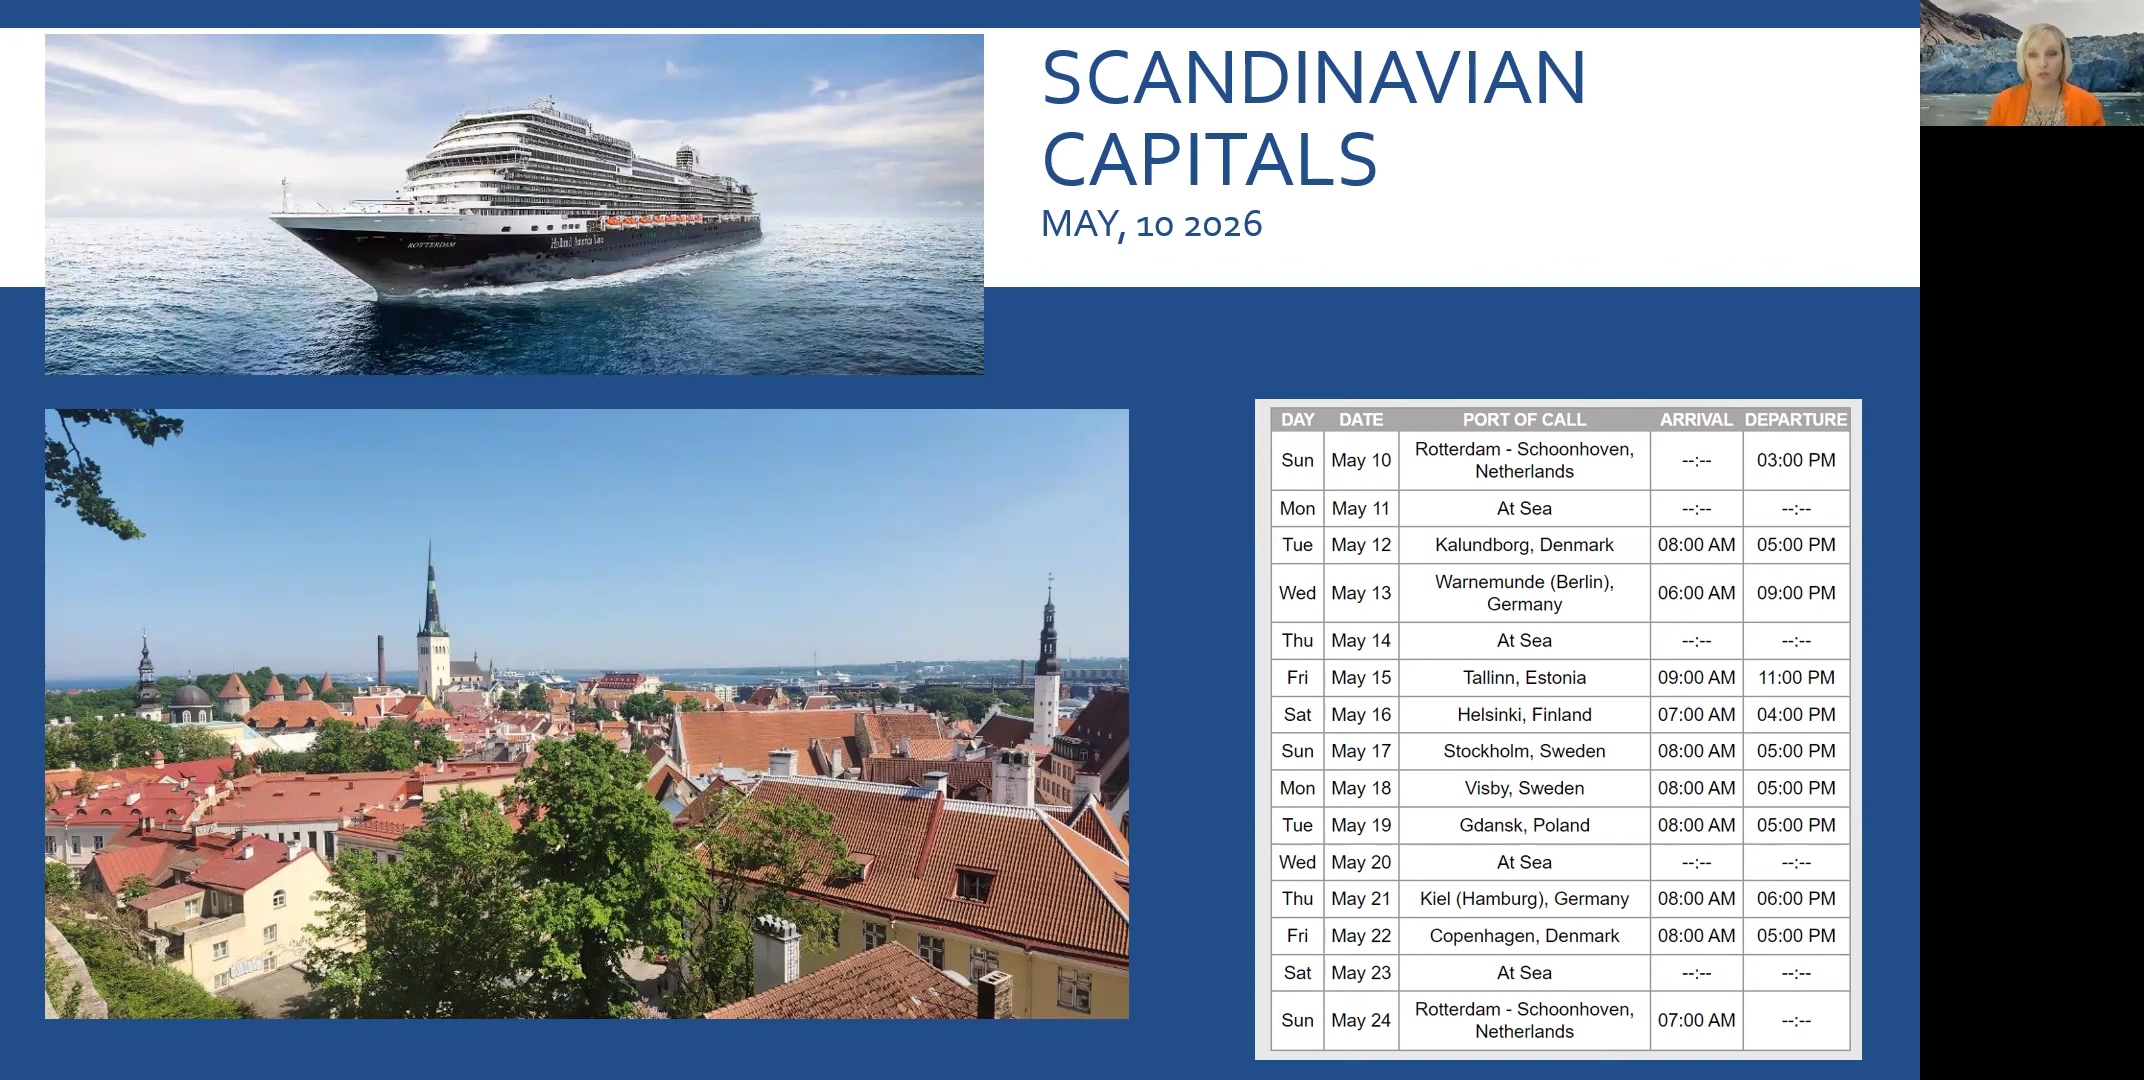 SCANDINAVIAN
CAPITALS
MAY, 10 2026
ROTTERDAM
Holland America Line
DAY DATE PORT OF CALL ARRIVAL DEPARTURE
Sun May 10 Rotterdam - Schoonhoven, Netherlands --:-- 03:00 PM
Mon May 11 At Sea --:-- --:--
Tue May 12 Kalundborg, Denmark 08:00 AM 05:00 PM
Wed May 13 Warnemunde (Berlin), Germany 06:00 AM 09:00 PM
Thu May 14 At Sea --:-- --:--
Fri May 15 Tallinn, Estonia 09:00 AM 11:00 PM
Sat May 16 Helsinki, Finland 07:00 AM 04:00 PM
Sun May 17 Stockholm, Sweden 08:00 AM 05:00 PM
Mon May 18 Visby, Sweden 08:00 AM 05:00 PM
Tue May 19 Gdansk, Poland 08:00 AM 05:00 PM
Wed May 20 At Sea --:-- --:--
Thu May 21 Kiel (Hamburg), Germany 08:00 AM 06:00 PM
Fri May 22 Copenhagen, Denmark 08:00 AM 05:00 PM
Sat May 23 At Sea --:-- --:--
Sun May 24 Rotterdam - Schoonhoven, Netherlands 07:00 AM --:--